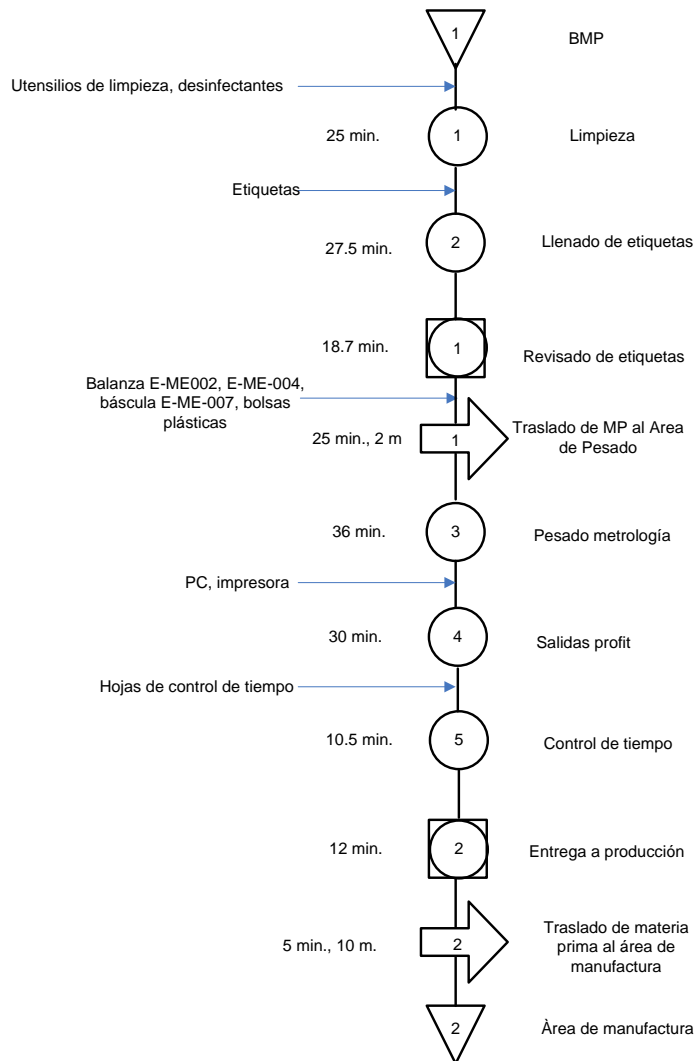 1
BMP
Utensilios de limpieza, desinfectantes
25 min.
1
Limpieza
Etiquetas
27.5 min.
2
Llenado de etiquetas
18.7 min.
1
Revisado de etiquetas
Balanza E-ME002, E-ME-004,
báscula E-ME-007, bolsas
plásticas
25 min., 2 m
1
Traslado de MP al Area
de Pesado
36 min.
3
Pesado metrología
PC, impresora
30 min.
4
Salidas profit
Hojas de control de tiempo
10.5 min.
5
Control de tiempo
12 min.
2
Entrega a producción
5 min., 10 m.
2
Traslado de materia
prima al área de
manufactura
2
Àrea de manufactura